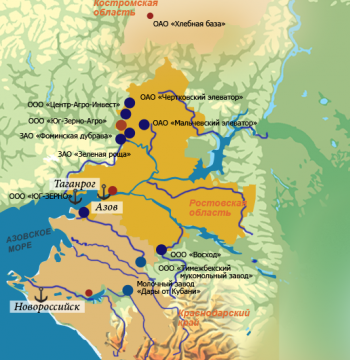 Костромская
область
ОАО «Хлебная база»
ООО «Центр-Агро-Инвест»
ОАО «Чертковский элеватор»
ООО «Юг-Зерно-Агро»
ОАО «Мальчевский элеватор»
ЗАО «Фоминская дубрава»
ЗАО «Зеленая роща»
Таганрог
ООО «ЮГ-ЗЕРНО»
Азов
Ростовская
область
АЗОВСКОЕ
МОРЕ
ООО «Восход»
ООО «Тимежбекский
мукомольный завод»
Молочный завод
«Дары от Кубани»
Новороссийск
Краснодарский
край